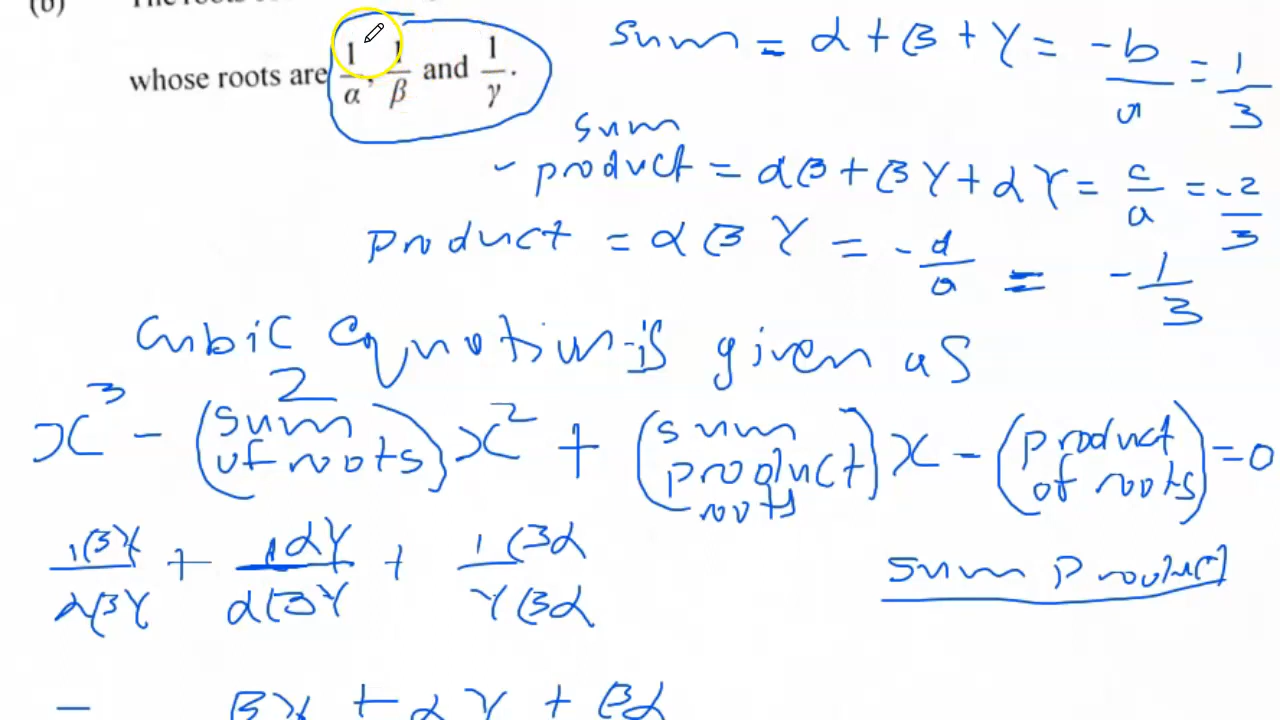 (b)
whose roots are 1/α, 1/β and 1/γ.
sum = α + β + γ = -b/a = 1/3
sum
- product = αβ + βγ + αγ = c/a = -2/3
product = αβγ = -d/a = -1/3
Cubic Equation is given as
2
x³ - (sum of roots)x² + (sum product roots)x - (product of roots) = 0
1βγ/αβγ + 1αγ/αβγ + 1βα/γβα
sum product
= βγ + αγ + βα